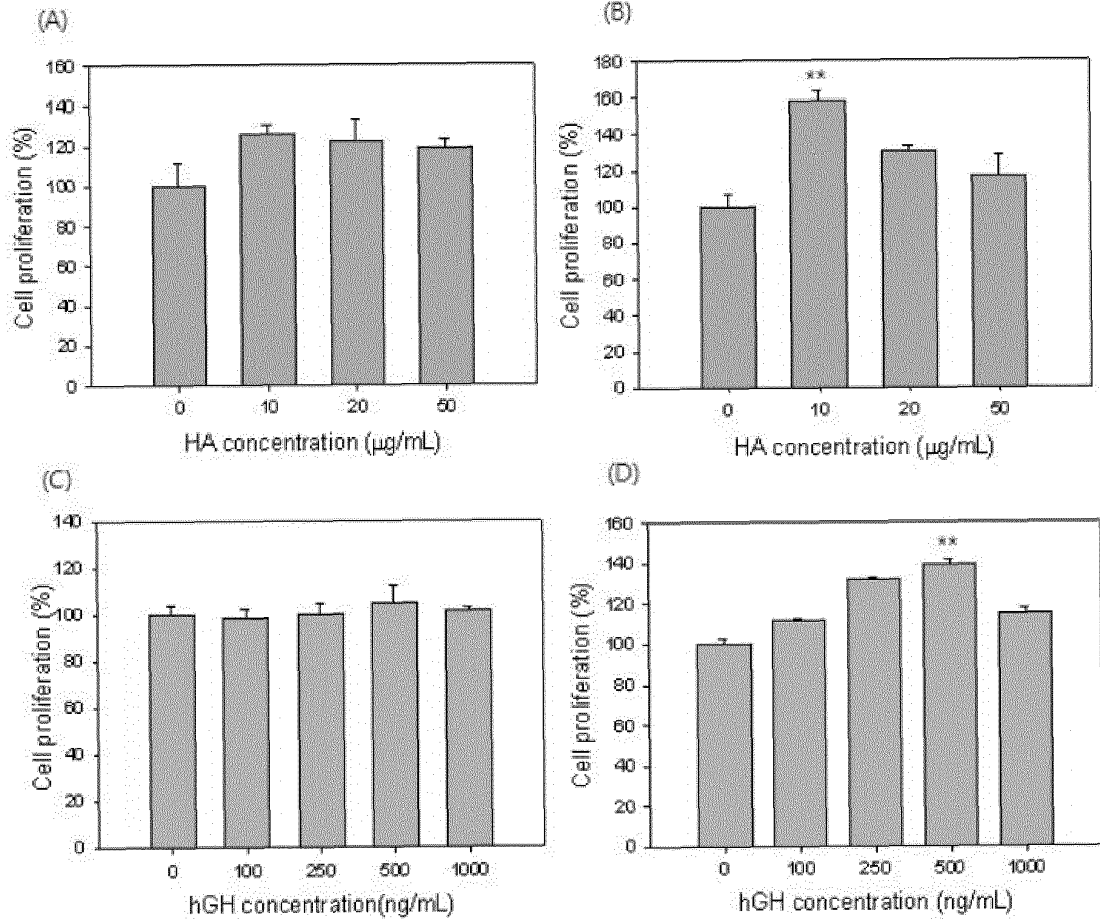 (A)
160
140
120
100
80
60
40
20
0
Cell proliferation (%)
0 10 20 50
HA concentration (µg/mL)
(B)
180
160
140
120
100
80
60
40
20
0
Cell proliferation (%)
**
0 10 20 50
HA concentration (µg/mL)
(C)
140
120
100
80
60
40
20
0
Cell proliferation (%)
0 100 250 500 1000
hGH concentration(ng/mL)
(D)
160
140
120
100
80
60
40
20
0
Cell proliferation (%)
**
0 100 250 500 1000
hGH concentration (ng/mL)